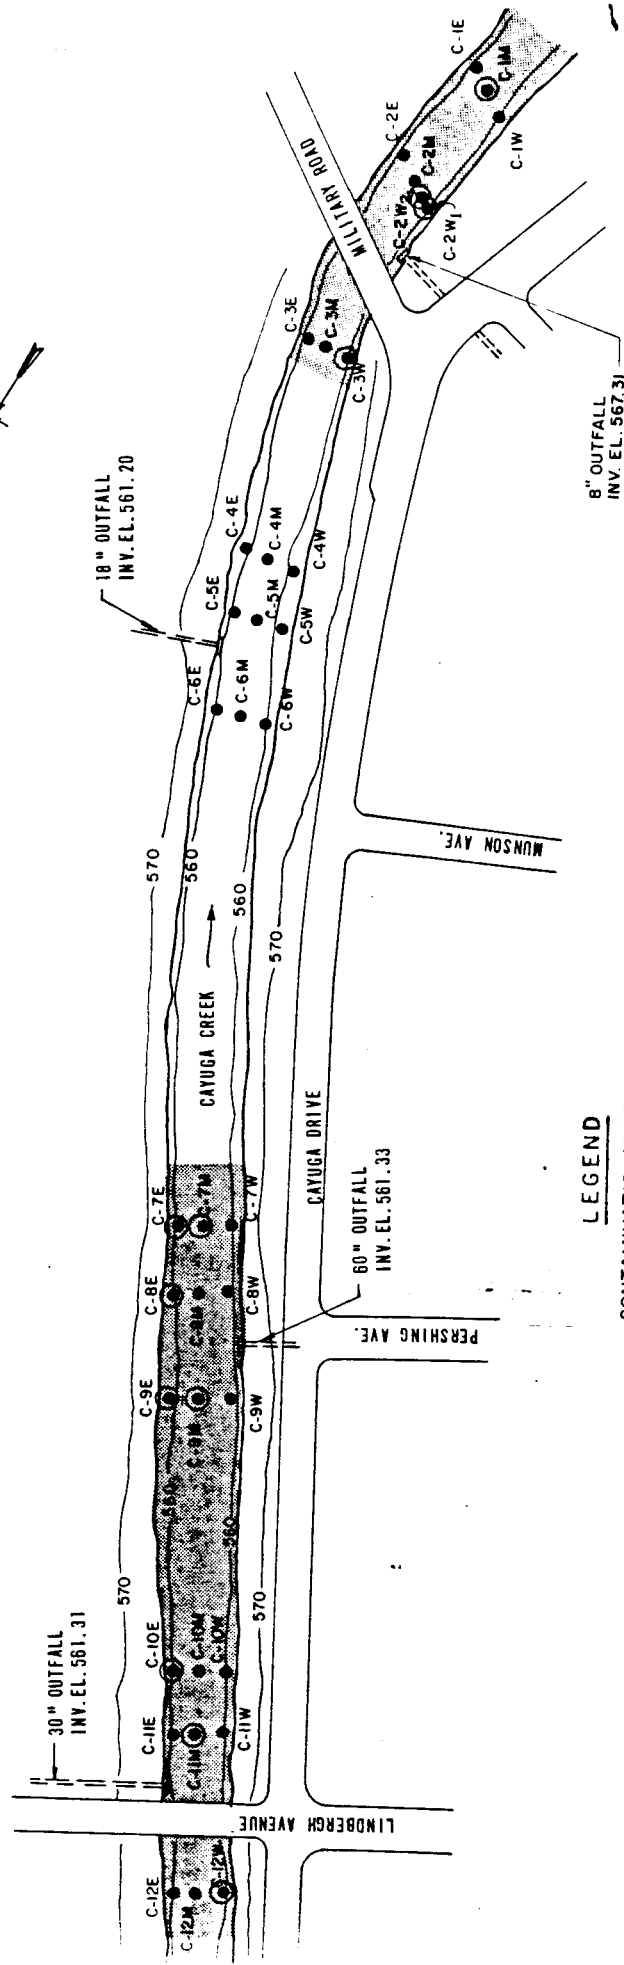 C-1E
C-1M
C-1W
C-2E
C-2M
C-2W2
C-2W1
MILITARY ROAD
C-3E
C-3M
C-3W
8" OUTFALL
INV. EL. 567.31
18" OUTFALL
INV. EL. 561.20
C-4E
C-4M
C-4W
C-5E
C-5M
C-5W
C-6E
C-6M
C-6W
MUNSON AVE.
570
560
560
570
CAYUGA CREEK
CAYUGA DRIVE
C-7E
C-7M
C-7W
60" OUTFALL
INV. EL. 561.33
C-8E
C-8M
C-8W
PERSHING AVE.
C-9E
C-9M
C-9W
560
560
570
570
C-10E
C-10M
C-10W
30" OUTFALL
INV. EL. 561.31
C-11E
C-11M
C-11W
LINDBERGH AVENUE
C-12E
C-12M
C-12W
LEGEND